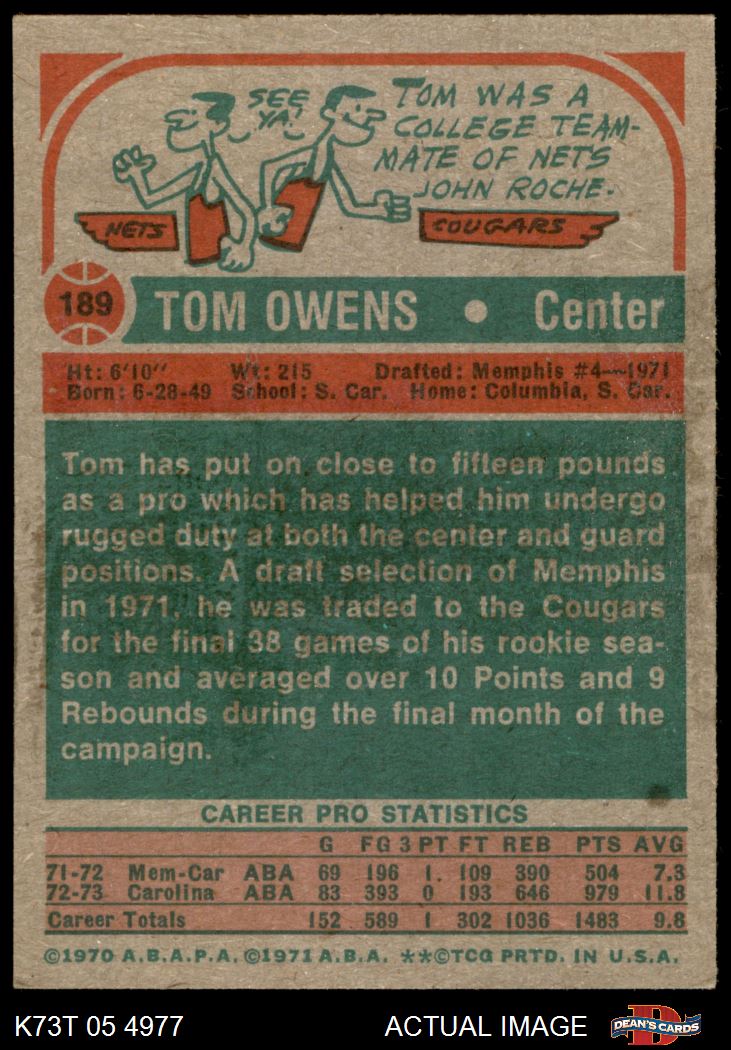 SEE
YA!
TOM WAS A
COLLEGE TEAM-
MATE OF NETS
JOHN ROCHE.
NETS
COUGARS
189 TOM OWENS • Center
Ht: 6'10" Wt: 215 Drafted: Memphis #4—1971
Born: 6-28-49 School: S. Car. Home: Columbia, S. Car.
Tom has put on close to fifteen pounds
as a pro which has helped him undergo
rugged duty at both the center and guard
positions. A draft selection of Memphis
in 1971, he was traded to the Cougars
for the final 38 games of his rookie sea-
son and averaged over 10 Points and 9
Rebounds during the final month of the
campaign.
CAREER PRO STATISTICS
G FG 3 PT FT REB PTS AVG
71-72 Mem-Car ABA 69 196 1 109 390 504 7.3
72-73 Carolina ABA 83 393 0 193 646 979 11.8
Career Totals 152 589 1 302 1036 1483 9.8
©1970 A.B.A.P.A. ©1971 A.B.A. **©TCG PRTD. IN U.S.A.
K73T 05 4977 ACTUAL IMAGE DEAN'S CARDS